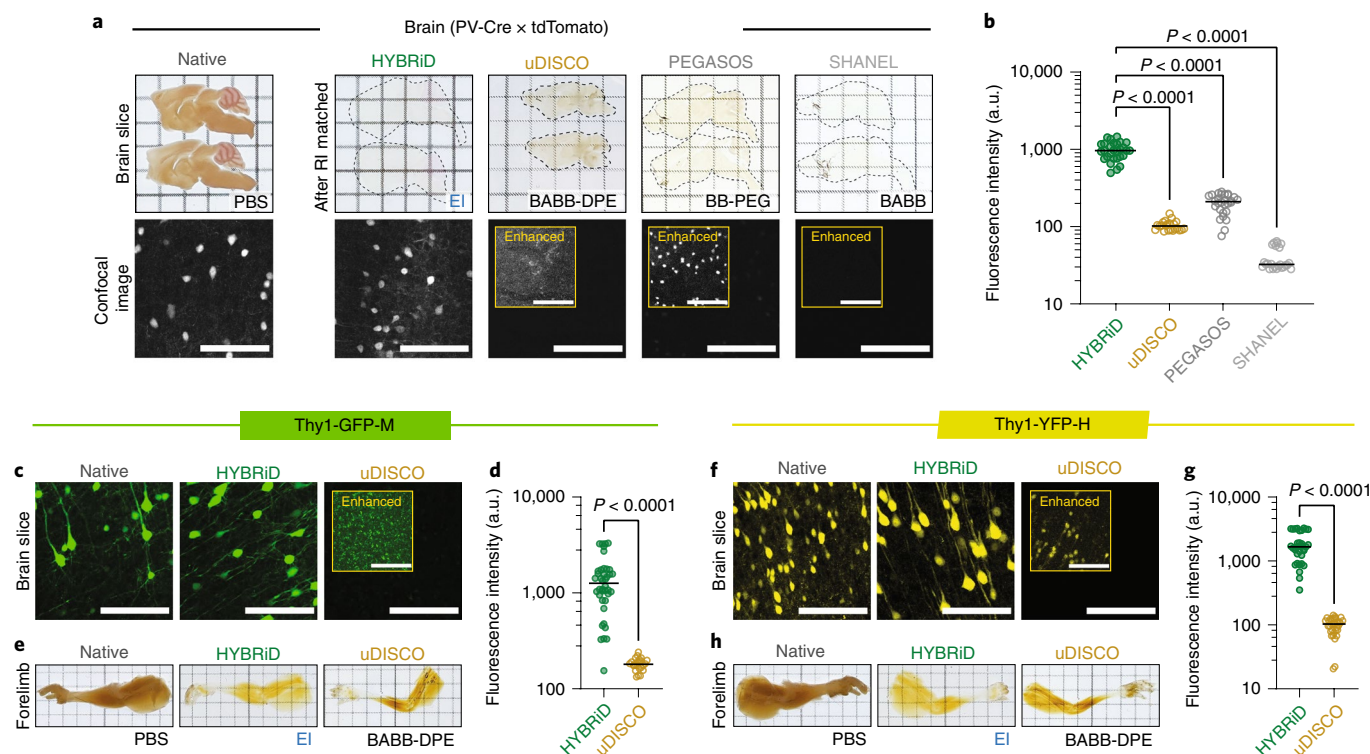 a
Brain (PV-Cre × tdTomato)
Native
HYBRiD
uDISCO
PEGASOS
SHANEL
Brain slice
After RI matched
PBS
EI
BABB-DPE
BB-PEG
BABB
Confocal image
Enhanced
Enhanced
Enhanced
b
P < 0.0001
P < 0.0001
P < 0.0001
Fluorescence intensity (a.u.)
10,000
1,000
100
10
HYBRiD
uDISCO
PEGASOS
SHANEL
Thy1-GFP-M
c
Native
HYBRiD
uDISCO
Brain slice
Enhanced
d
P < 0.0001
Fluorescence intensity (a.u.)
10,000
1,000
100
HYBRiD
uDISCO
e
Native
HYBRiD
uDISCO
Forelimb
PBS
EI
BABB-DPE
Thy1-YFP-H
f
Native
HYBRiD
uDISCO
Brain slice
Enhanced
g
P < 0.0001
Fluorescence intensity (a.u.)
10,000
1,000
100
10
HYBRiD
uDISCO
h
Native
HYBRiD
uDISCO
Forelimb
PBS
EI
BABB-DPE